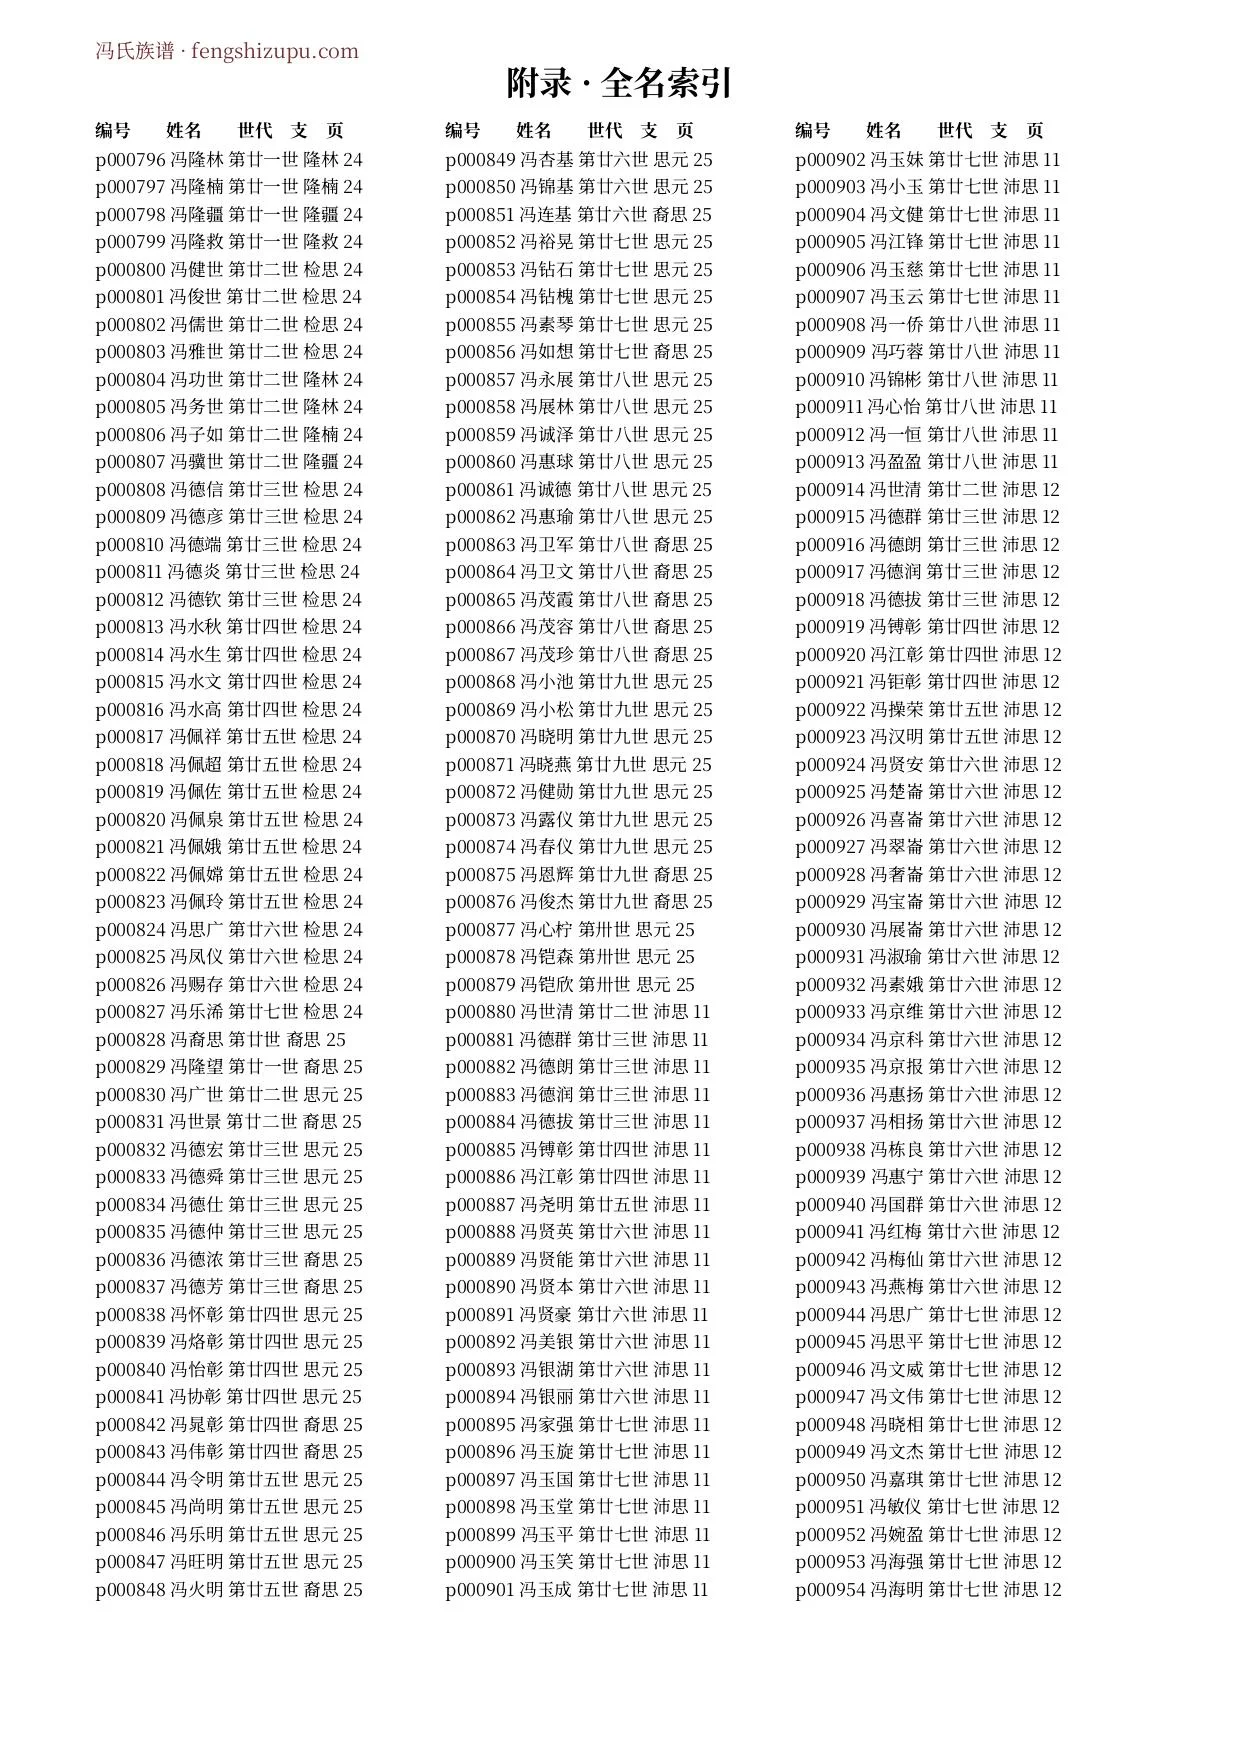 冯氏族谱 · fengshizupu.com
附录 · 全名索引
编号 姓名 世代 支 页
p000796 冯隆林 第廿一世 隆林 24
p000797 冯隆楠 第廿一世 隆楠 24
p000798 冯隆疆 第廿一世 隆疆 24
p000799 冯隆救 第廿一世 隆救 24
p000800 冯健世 第廿二世 检思 24
p000801 冯俊世 第廿二世 检思 24
p000802 冯儒世 第廿二世 检思 24
p000803 冯雅世 第廿二世 检思 24
p000804 冯功世 第廿二世 隆林 24
p000805 冯务世 第廿二世 隆林 24
p000806 冯子如 第廿二世 隆楠 24
p000807 冯骥世 第廿二世 隆疆 24
p000808 冯德信 第廿三世 检思 24
p000809 冯德彦 第廿三世 检思 24
p000810 冯德端 第廿三世 检思 24
p000811 冯德炎 第廿三世 检思 24
p000812 冯德钦 第廿三世 检思 24
p000813 冯水秋 第廿四世 检思 24
p000814 冯水生 第廿四世 检思 24
p000815 冯水文 第廿四世 检思 24
p000816 冯水高 第廿四世 检思 24
p000817 冯佩祥 第廿五世 检思 24
p000818 冯佩超 第廿五世 检思 24
p000819 冯佩佐 第廿五世 检思 24
p000820 冯佩泉 第廿五世 检思 24
p000821 冯佩娥 第廿五世 检思 24
p000822 冯佩嫦 第廿五世 检思 24
p000823 冯佩玲 第廿五世 检思 24
p000824 冯思广 第廿六世 检思 24
p000825 冯凤仪 第廿六世 检思 24
p000826 冯赐存 第廿六世 检思 24
p000827 冯乐浠 第廿七世 检思 24
p000828 冯裔思 第廿世 裔思 25
p000829 冯隆望 第廿一世 裔思 25
p000830 冯广世 第廿二世 思元 25
p000831 冯世景 第廿二世 裔思 25
p000832 冯德宏 第廿三世 思元 25
p000833 冯德舜 第廿三世 思元 25
p000834 冯德仕 第廿三世 思元 25
p000835 冯德仲 第廿三世 思元 25
p000836 冯德浓 第廿三世 裔思 25
p000837 冯德芳 第廿三世 裔思 25
p000838 冯怀彰 第廿四世 思元 25
p000839 冯烙彰 第廿四世 思元 25
p000840 冯怡彰 第廿四世 思元 25
p000841 冯协彰 第廿四世 思元 25
p000842 冯晁彰 第廿四世 裔思 25
p000843 冯伟彰 第廿四世 裔思 25
p000844 冯令明 第廿五世 思元 25
p000845 冯尚明 第廿五世 思元 25
p000846 冯乐明 第廿五世 思元 25
p000847 冯旺明 第廿五世 思元 25
p000848 冯火明 第廿五世 裔思 25
编号 姓名 世代 支 页
p000849 冯杏基 第廿六世 思元 25
p000850 冯锦基 第廿六世 思元 25
p000851 冯连基 第廿六世 裔思 25
p000852 冯裕晃 第廿七世 思元 25
p000853 冯钻石 第廿七世 思元 25
p000854 冯钻槐 第廿七世 思元 25
p000855 冯素琴 第廿七世 思元 25
p000856 冯如想 第廿七世 裔思 25
p000857 冯永展 第廿八世 思元 25
p000858 冯展林 第廿八世 思元 25
p000859 冯诚泽 第廿八世 思元 25
p000860 冯惠球 第廿八世 思元 25
p000861 冯诚德 第廿八世 思元 25
p000862 冯惠瑜 第廿八世 思元 25
p000863 冯卫军 第廿八世 裔思 25
p000864 冯卫文 第廿八世 裔思 25
p000865 冯茂霞 第廿八世 裔思 25
p000866 冯茂容 第廿八世 裔思 25
p000867 冯茂珍 第廿八世 裔思 25
p000868 冯小池 第廿九世 思元 25
p000869 冯小松 第廿九世 思元 25
p000870 冯晓明 第廿九世 思元 25
p000871 冯晓燕 第廿九世 思元 25
p000872 冯健勋 第廿九世 思元 25
p000873 冯露仪 第廿九世 思元 25
p000874 冯春仪 第廿九世 思元 25
p000875 冯恩辉 第廿九世 裔思 25
p000876 冯俊杰 第廿九世 裔思 25
p000877 冯心柠 第卅世 思元 25
p000878 冯铠森 第卅世 思元 25
p000879 冯铠欣 第卅世 思元 25
p000880 冯世清 第廿二世 沛思 11
p000881 冯德群 第廿三世 沛思 11
p000882 冯德朗 第廿三世 沛思 11
p000883 冯德润 第廿三世 沛思 11
p000884 冯德拔 第廿三世 沛思 11
p000885 冯镈彰 第廿四世 沛思 11
p000886 冯江彰 第廿四世 沛思 11
p000887 冯尧明 第廿五世 沛思 11
p000888 冯贤英 第廿六世 沛思 11
p000889 冯贤能 第廿六世 沛思 11
p000890 冯贤本 第廿六世 沛思 11
p000891 冯贤豪 第廿六世 沛思 11
p000892 冯美银 第廿六世 沛思 11
p000893 冯银湖 第廿六世 沛思 11
p000894 冯银丽 第廿六世 沛思 11
p000895 冯家强 第廿七世 沛思 11
p000896 冯玉旋 第廿七世 沛思 11
p000897 冯玉国 第廿七世 沛思 11
p000898 冯玉堂 第廿七世 沛思 11
p000899 冯玉平 第廿七世 沛思 11
p000900 冯玉笑 第廿七世 沛思 11
p000901 冯玉成 第廿七世 沛思 11
编号 姓名 世代 支 页
p000902 冯玉妹 第廿七世 沛思 11
p000903 冯小玉 第廿七世 沛思 11
p000904 冯文健 第廿七世 沛思 11
p000905 冯江锋 第廿七世 沛思 11
p000906 冯玉慈 第廿七世 沛思 11
p000907 冯玉云 第廿七世 沛思 11
p000908 冯一侨 第廿八世 沛思 11
p000909 冯巧蓉 第廿八世 沛思 11
p000910 冯锦彬 第廿八世 沛思 11
p000911 冯心怡 第廿八世 沛思 11
p000912 冯一恒 第廿八世 沛思 11
p000913 冯盈盈 第廿八世 沛思 11
p000914 冯世清 第廿二世 沛思 12
p000915 冯德群 第廿三世 沛思 12
p000916 冯德朗 第廿三世 沛思 12
p000917 冯德润 第廿三世 沛思 12
p000918 冯德拔 第廿三世 沛思 12
p000919 冯镈彰 第廿四世 沛思 12
p000920 冯江彰 第廿四世 沛思 12
p000921 冯钜彰 第廿四世 沛思 12
p000922 冯操荣 第廿五世 沛思 12
p000923 冯汉明 第廿五世 沛思 12
p000924 冯贤安 第廿六世 沛思 12
p000925 冯楚崙 第廿六世 沛思 12
p000926 冯喜崙 第廿六世 沛思 12
p000927 冯翠崙 第廿六世 沛思 12
p000928 冯奢崙 第廿六世 沛思 12
p000929 冯宝崙 第廿六世 沛思 12
p000930 冯展崙 第廿六世 沛思 12
p000931 冯淑瑜 第廿六世 沛思 12
p000932 冯素娥 第廿六世 沛思 12
p000933 冯京维 第廿六世 沛思 12
p000934 冯京科 第廿六世 沛思 12
p000935 冯京报 第廿六世 沛思 12
p000936 冯惠扬 第廿六世 沛思 12
p000937 冯相扬 第廿六世 沛思 12
p000938 冯栋良 第廿六世 沛思 12
p000939 冯惠宁 第廿六世 沛思 12
p000940 冯国群 第廿六世 沛思 12
p000941 冯红梅 第廿六世 沛思 12
p000942 冯梅仙 第廿六世 沛思 12
p000943 冯燕梅 第廿六世 沛思 12
p000944 冯思广 第廿七世 沛思 12
p000945 冯思平 第廿七世 沛思 12
p000946 冯文威 第廿七世 沛思 12
p000947 冯文伟 第廿七世 沛思 12
p000948 冯晓相 第廿七世 沛思 12
p000949 冯文杰 第廿七世 沛思 12
p000950 冯嘉琪 第廿七世 沛思 12
p000951 冯敏仪 第廿七世 沛思 12
p000952 冯婉盈 第廿七世 沛思 12
p000953 冯海强 第廿七世 沛思 12
p000954 冯海明 第廿七世 沛思 12